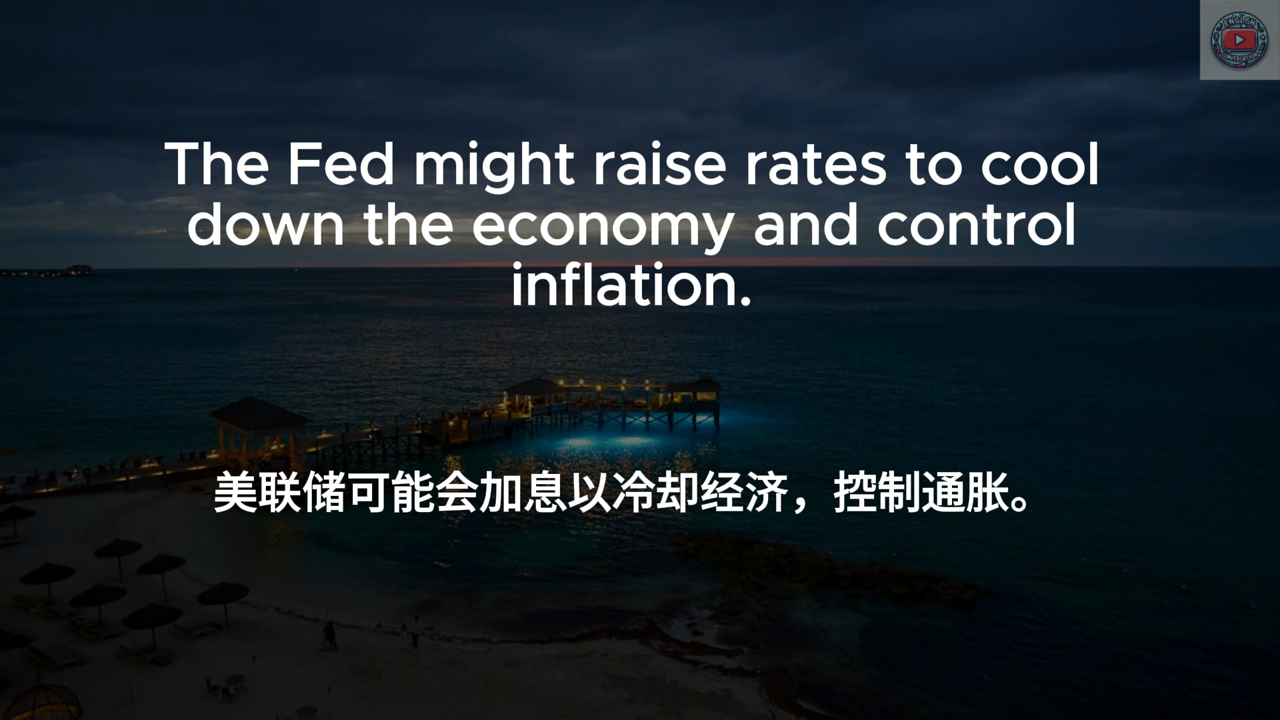 ENGLISH
The Fed might raise rates to cool
down the economy and control
inflation.
美联储可能会加息以冷却经济，控制通胀。